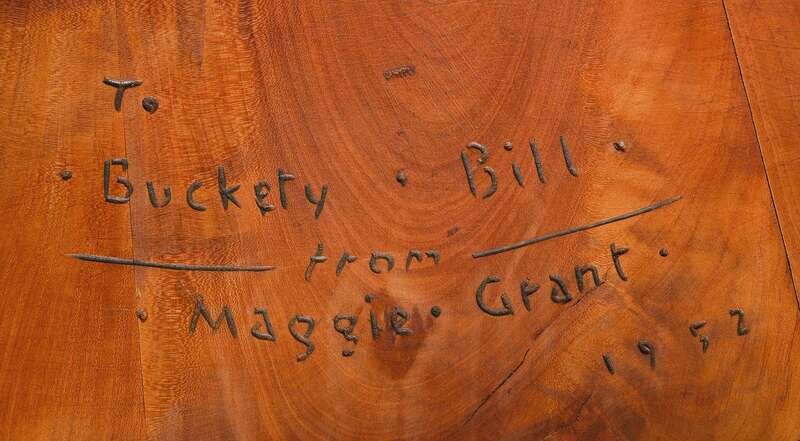 To
· Buckety · Bill ·
from
· Maggie · Grant ·
1952